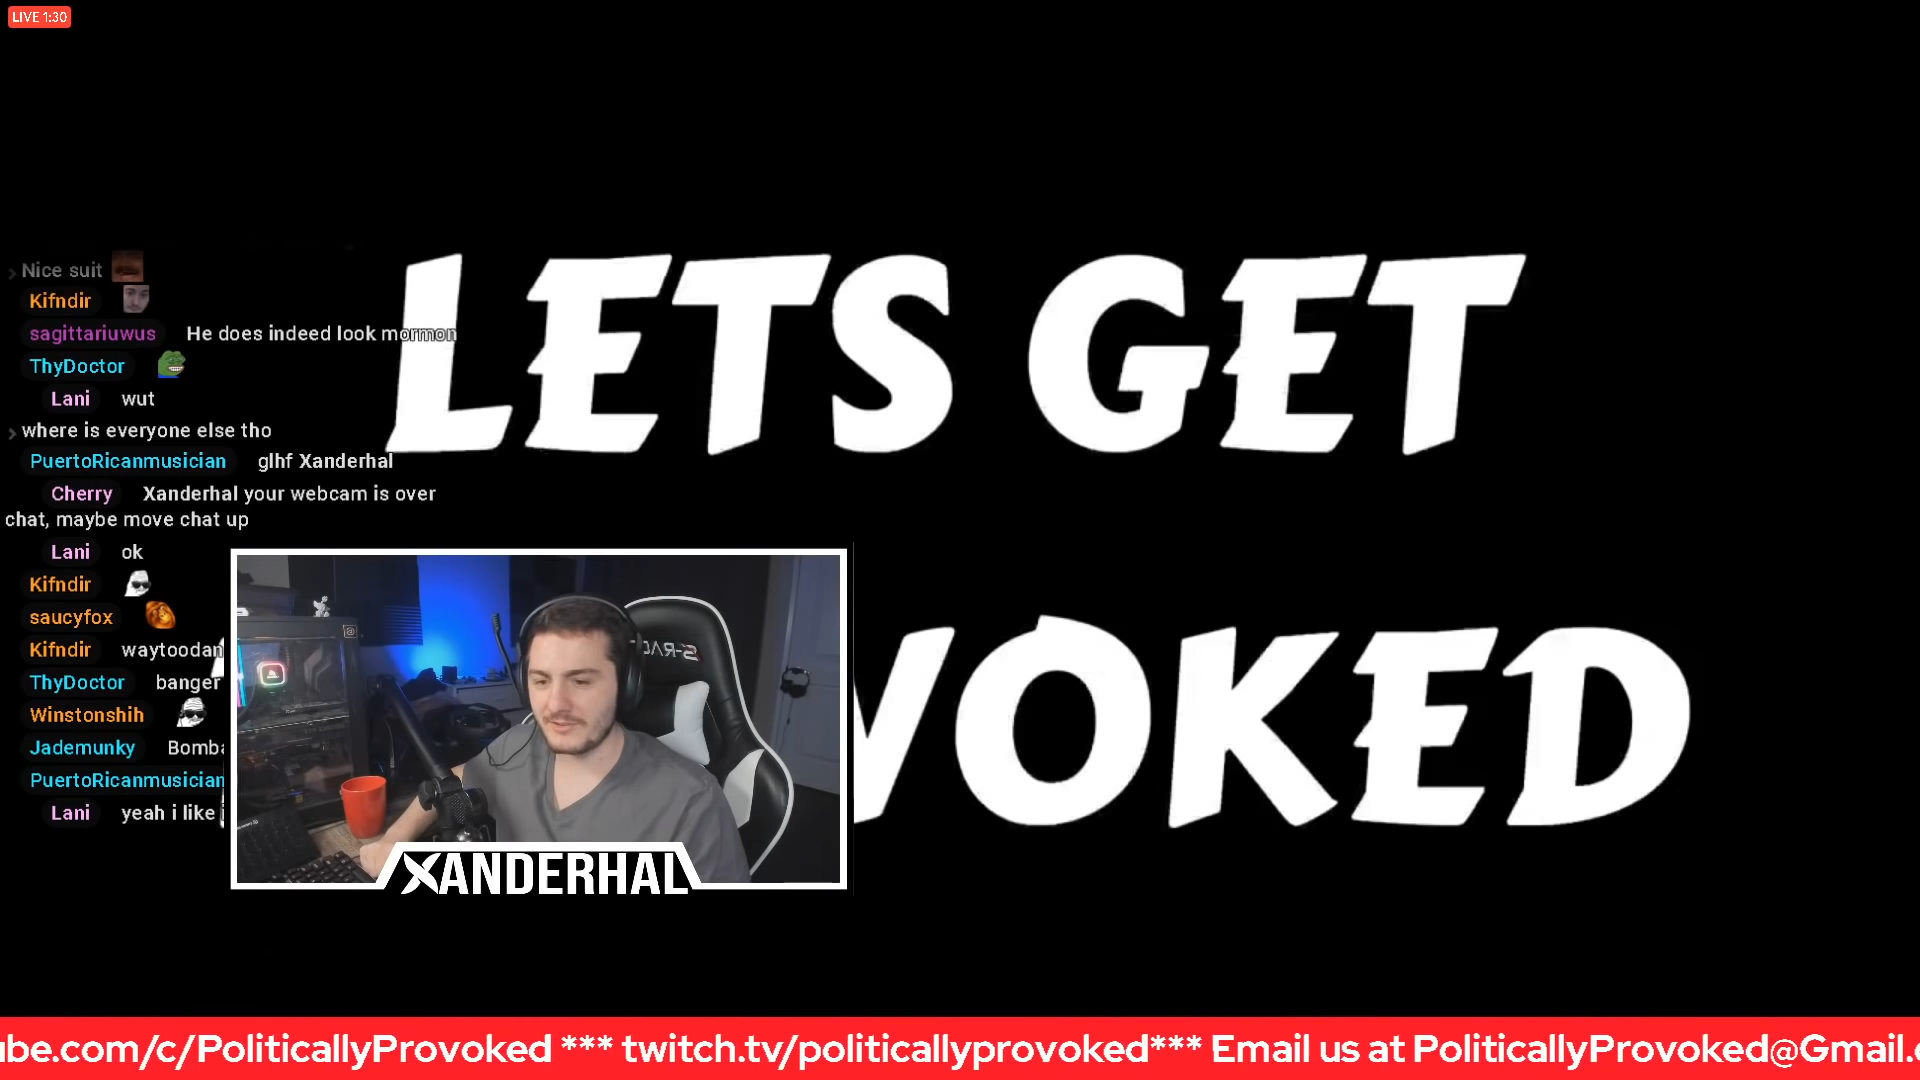 LIVE 1:30
LETS GET
VOKED
Nice suit
Kifndir
sagittariuwus He does indeed look mormon
ThyDoctor
Lani wut
where is everyone else tho
PuertoRicanmusician glhf Xanderhal
Cherry Xanderhal your webcam is over
chat, maybe move chat up
Lani ok
Kifndir
saucyfox
Kifndir waytoodan
ThyDoctor banger
Winstonshih
Jademunky Bomba
PuertoRicanmusician
Lani yeah i like
XANDERHAL
ube.com/c/PoliticallyProvoked *** twitch.tv/politicallyprovoked*** Email us at PoliticallyProvoked@Gmail.